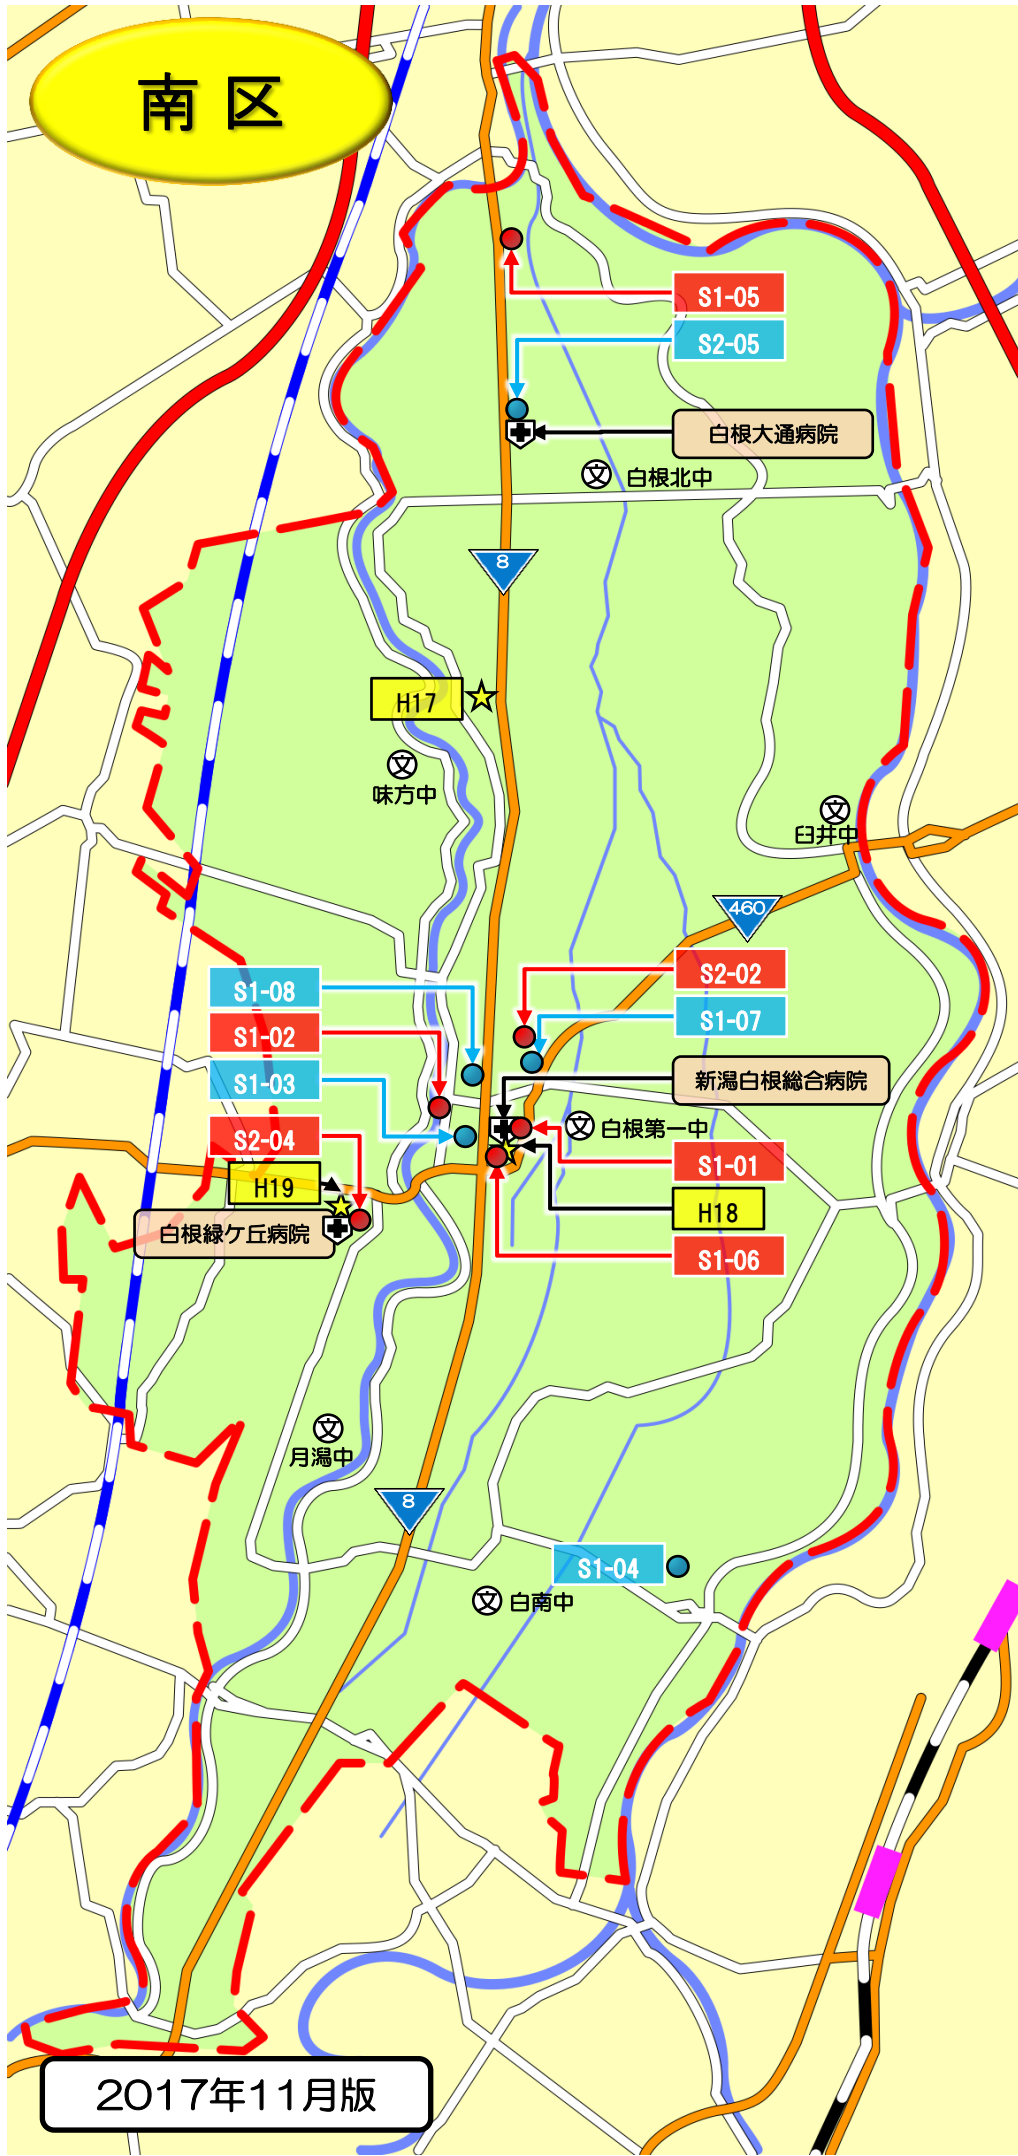 南区
S1-05
S2-05
白根大通病院
白根北中
8
H17
味方中
臼井中
460
S2-02
S1-08
S1-07
S1-02
新潟白根総合病院
S1-03
白根第一中
S2-04
S1-01
H19
H18
白根緑ケ丘病院
S1-06
月潟中
8
S1-04
白南中
2017年11月版